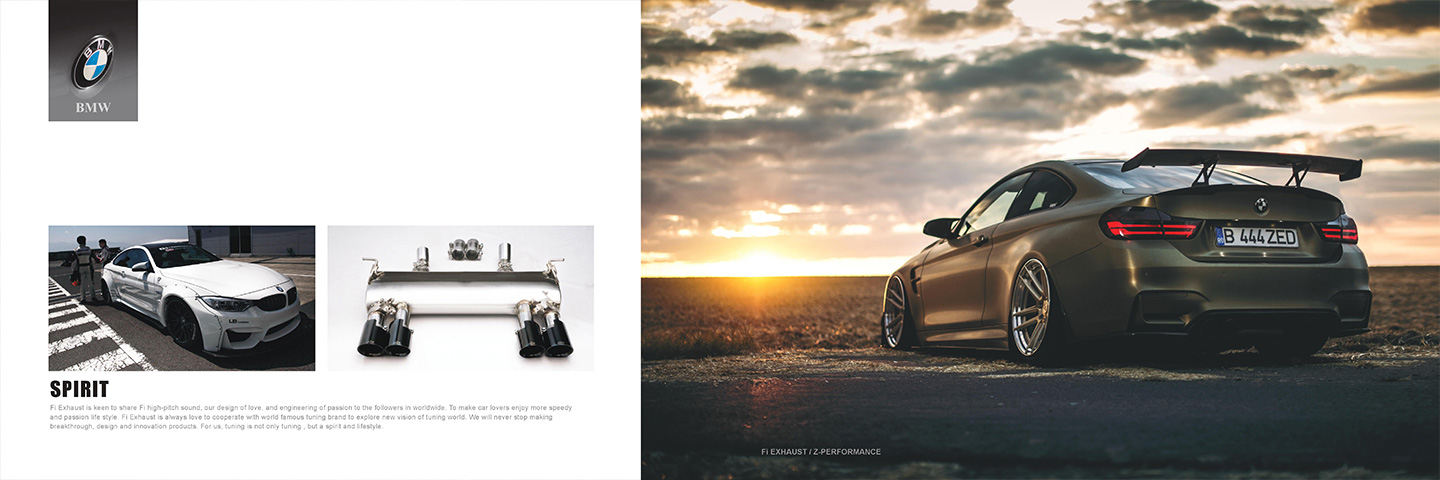 BMW
BMW
SPIRIT
Fi Exhaust is keen to share Fi high-pitch sound, our design of love, and engineering of passion to the followers in worldwide. To make car lovers enjoy more speedy
and passion life style. Fi Exhaust is always love to cooperate with world famous tuning brand to explore new vision of tuning world. We will never stop making
breakthrough, design and innovation products. For us, tuning is not only tuning , but a spirit and lifestyle.
B 444 ZED
Fi EXHAUST / Z-PERFORMANCE